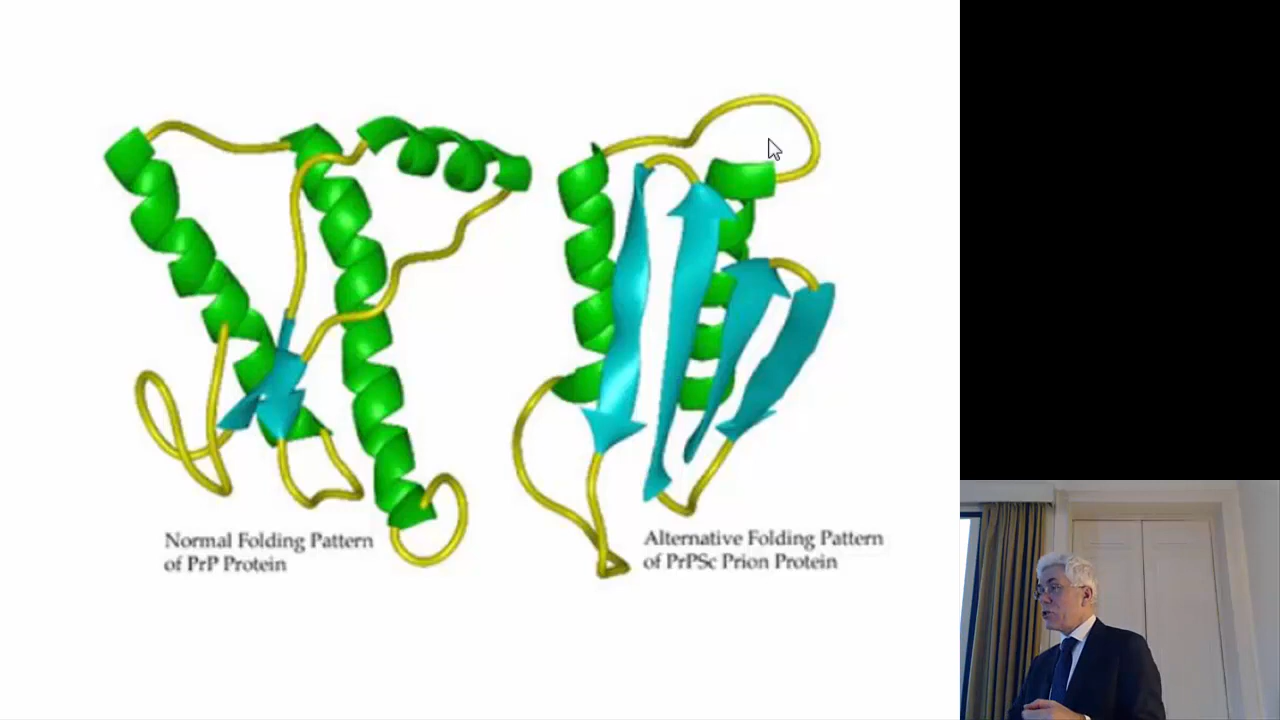 Normal Folding Pattern
of PrP Protein
Alternative Folding Pattern
of PrPSc Prion Protein